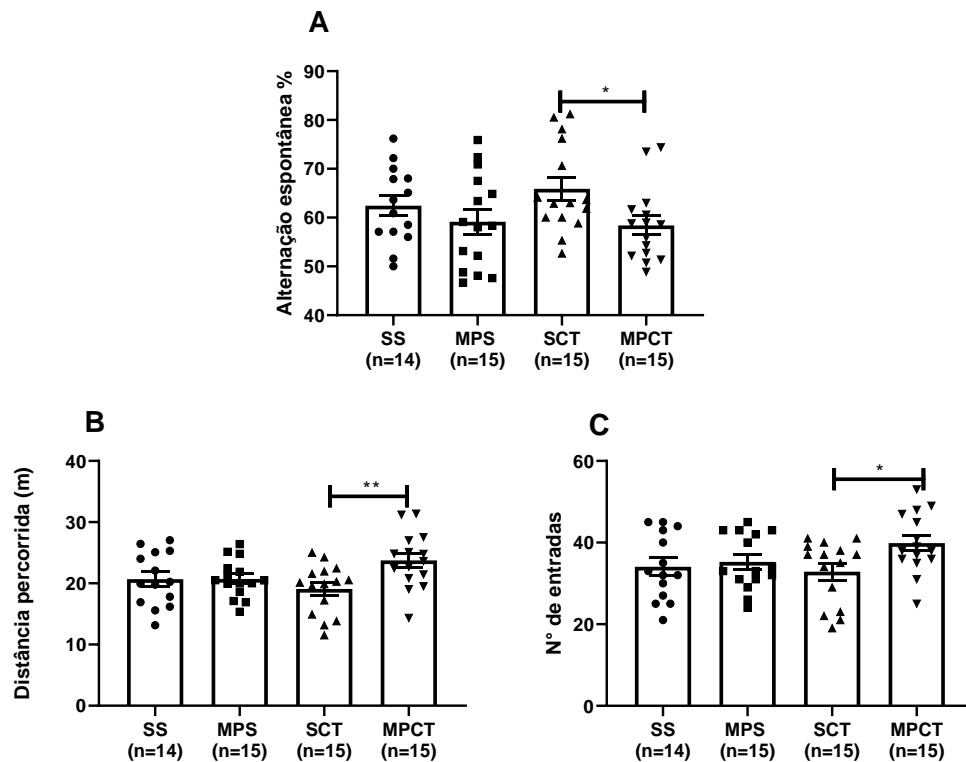 A
Alternação espontânea %
90
80
70
60
50
40
*
SS MPS SCT MPCT
(n=14) (n=15) (n=15) (n=15)
B
Distância percorrida (m)
40
30
20
10
0
**
SS MPS SCT MPCT
(n=14) (n=15) (n=15) (n=15)
C
N° de entradas
60
40
20
0
*
SS MPS SCT MPCT
(n=14) (n=15) (n=15) (n=15)